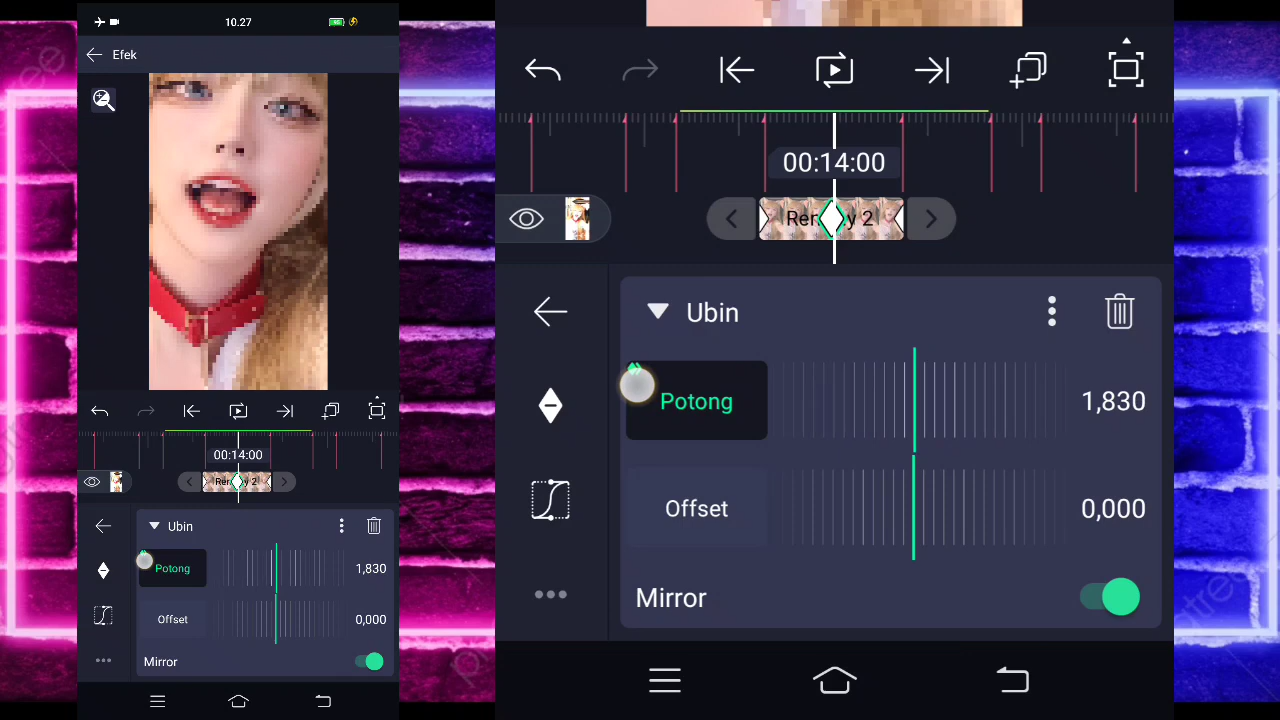 10.27
Efek
00:14:00
Ubin
Potong
1,830
Offset
0,000
Mirror
00:14:00
Ubin
Potong
1,830
Offset
0,000
Mirror